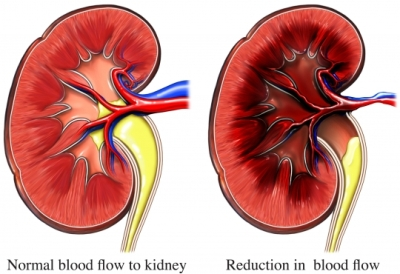 Normal blood flow to kidney
Reduction in blood flow